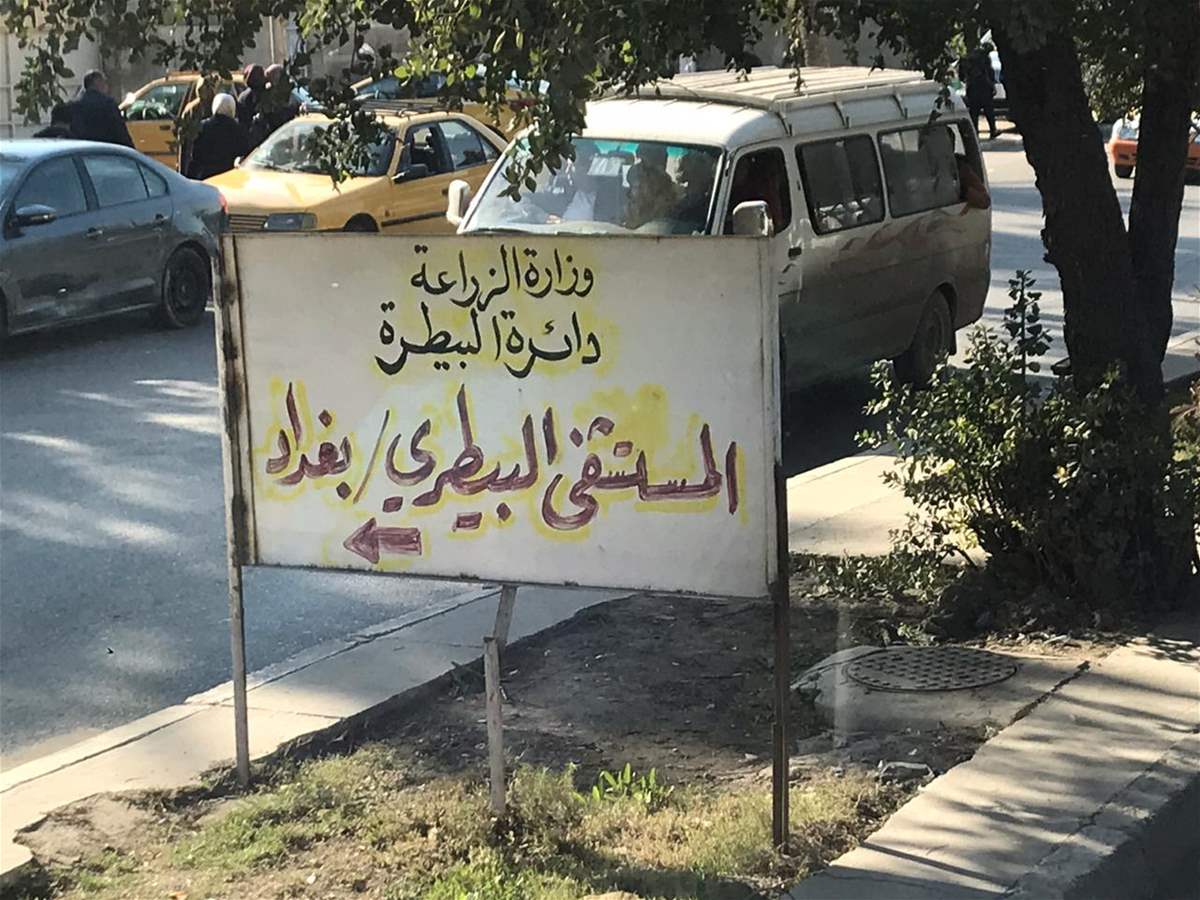 وزارة الزراعة
دائرة البيطرة
المستشفى البيطري / بغداد